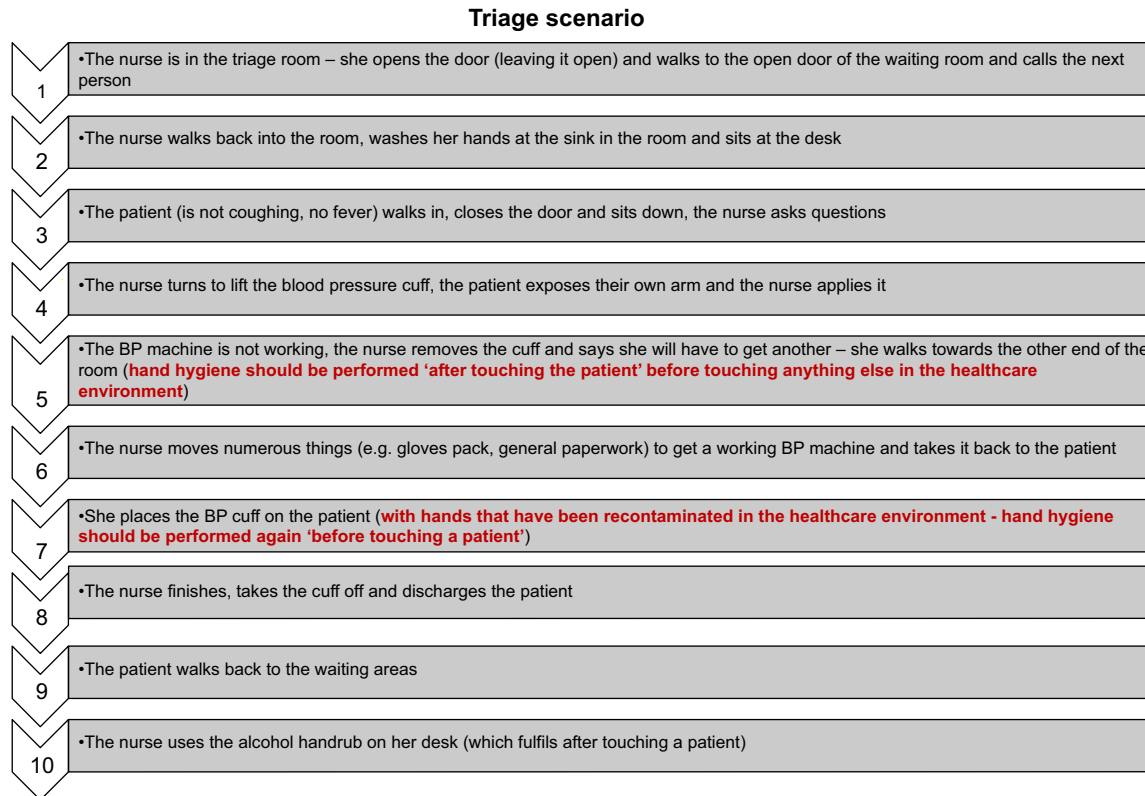 Triage scenario
•The nurse is in the triage room – she opens the door (leaving it open) and walks to the open door of the waiting room and calls the next
person
1
•The nurse walks back into the room, washes her hands at the sink in the room and sits at the desk
2
•The patient (is not coughing, no fever) walks in, closes the door and sits down, the nurse asks questions
3
•The nurse turns to lift the blood pressure cuff, the patient exposes their own arm and the nurse applies it
4
•The BP machine is not working, the nurse removes the cuff and says she will have to get another – she walks towards the other end of the
room (hand hygiene should be performed ‘after touching the patient’ before touching anything else in the healthcare
environment)
5
•The nurse moves numerous things (e.g. gloves pack, general paperwork) to get a working BP machine and takes it back to the patient
6
•She places the BP cuff on the patient (with hands that have been recontaminated in the healthcare environment - hand hygiene
should be performed again ‘before touching a patient’)
7
•The nurse finishes, takes the cuff off and discharges the patient
8
•The patient walks back to the waiting areas
9
•The nurse uses the alcohol handrub on her desk (which fulfils after touching a patient)
10